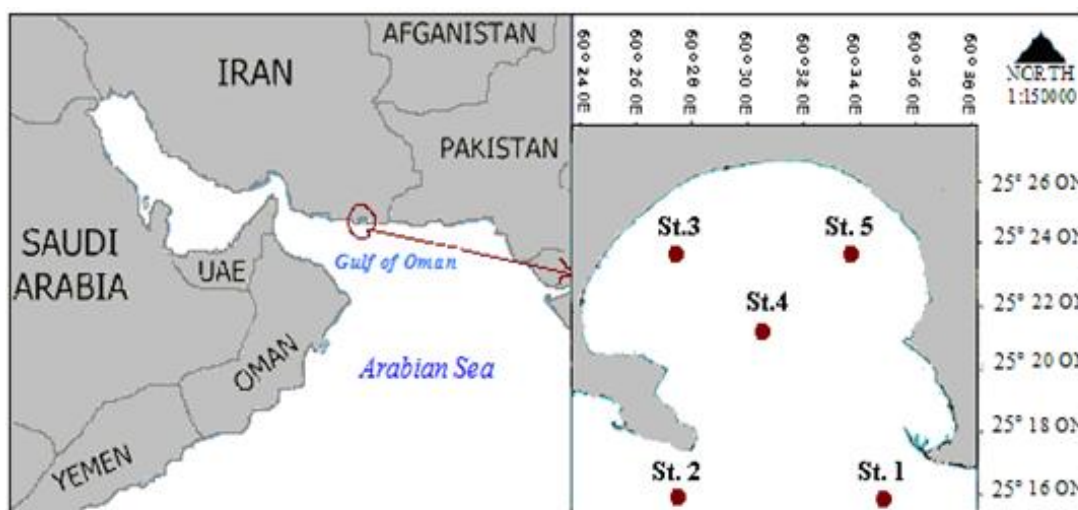 AFGANISTAN
IRAN
PAKISTAN
SAUDI
ARABIA
UAE
Gulf of Oman
OMAN
Arabian Sea
YEMEN
60° 24 0E
60° 26 0E
60° 28 0E
60° 30 0E
60° 32 0E
60° 34 0E
60° 36 0E
60° 38 0E
NORTH
1:150000
25° 26 0N
25° 24 0N
25° 22 0N
25° 20 0N
25° 18 0N
25° 16 0N
St.3
St. 5
St.4
St. 2
St. 1